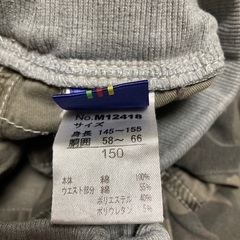 No.M12418
サイズ
身長 145~155
胴囲 58~ 66
150
本体 綿 100%
ウエスト部分 綿 55%
ポリエステル 40%
ポリウレタン 5%